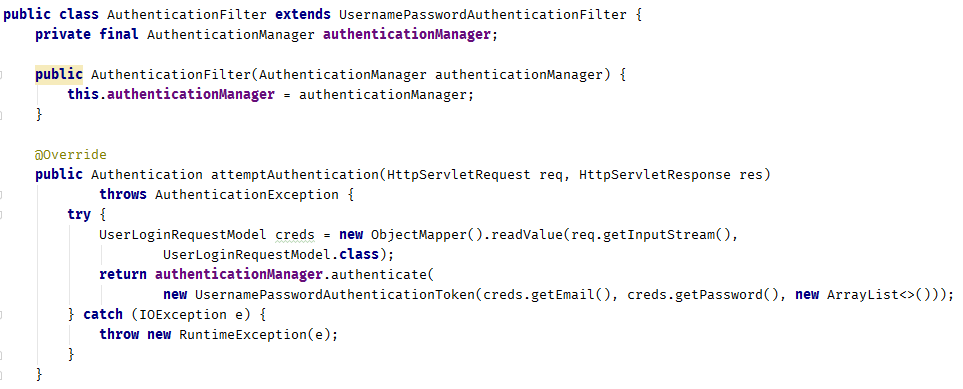 public class AuthenticationFilter extends UsernamePasswordAuthenticationFilter {
    private final AuthenticationManager authenticationManager;

    public AuthenticationFilter(AuthenticationManager authenticationManager) {
        this.authenticationManager = authenticationManager;
    }

    @Override
    public Authentication attemptAuthentication(HttpServletRequest req, HttpServletResponse res)
            throws AuthenticationException {
        try {
            UserLoginRequestModel creds = new ObjectMapper().readValue(req.getInputStream(),
                    UserLoginRequestModel.class);
            return authenticationManager.authenticate(
                    new UsernamePasswordAuthenticationToken(creds.getEmail(), creds.getPassword(), new ArrayList<>()));
        } catch (IOException e) {
            throw new RuntimeException(e);
        }
    }